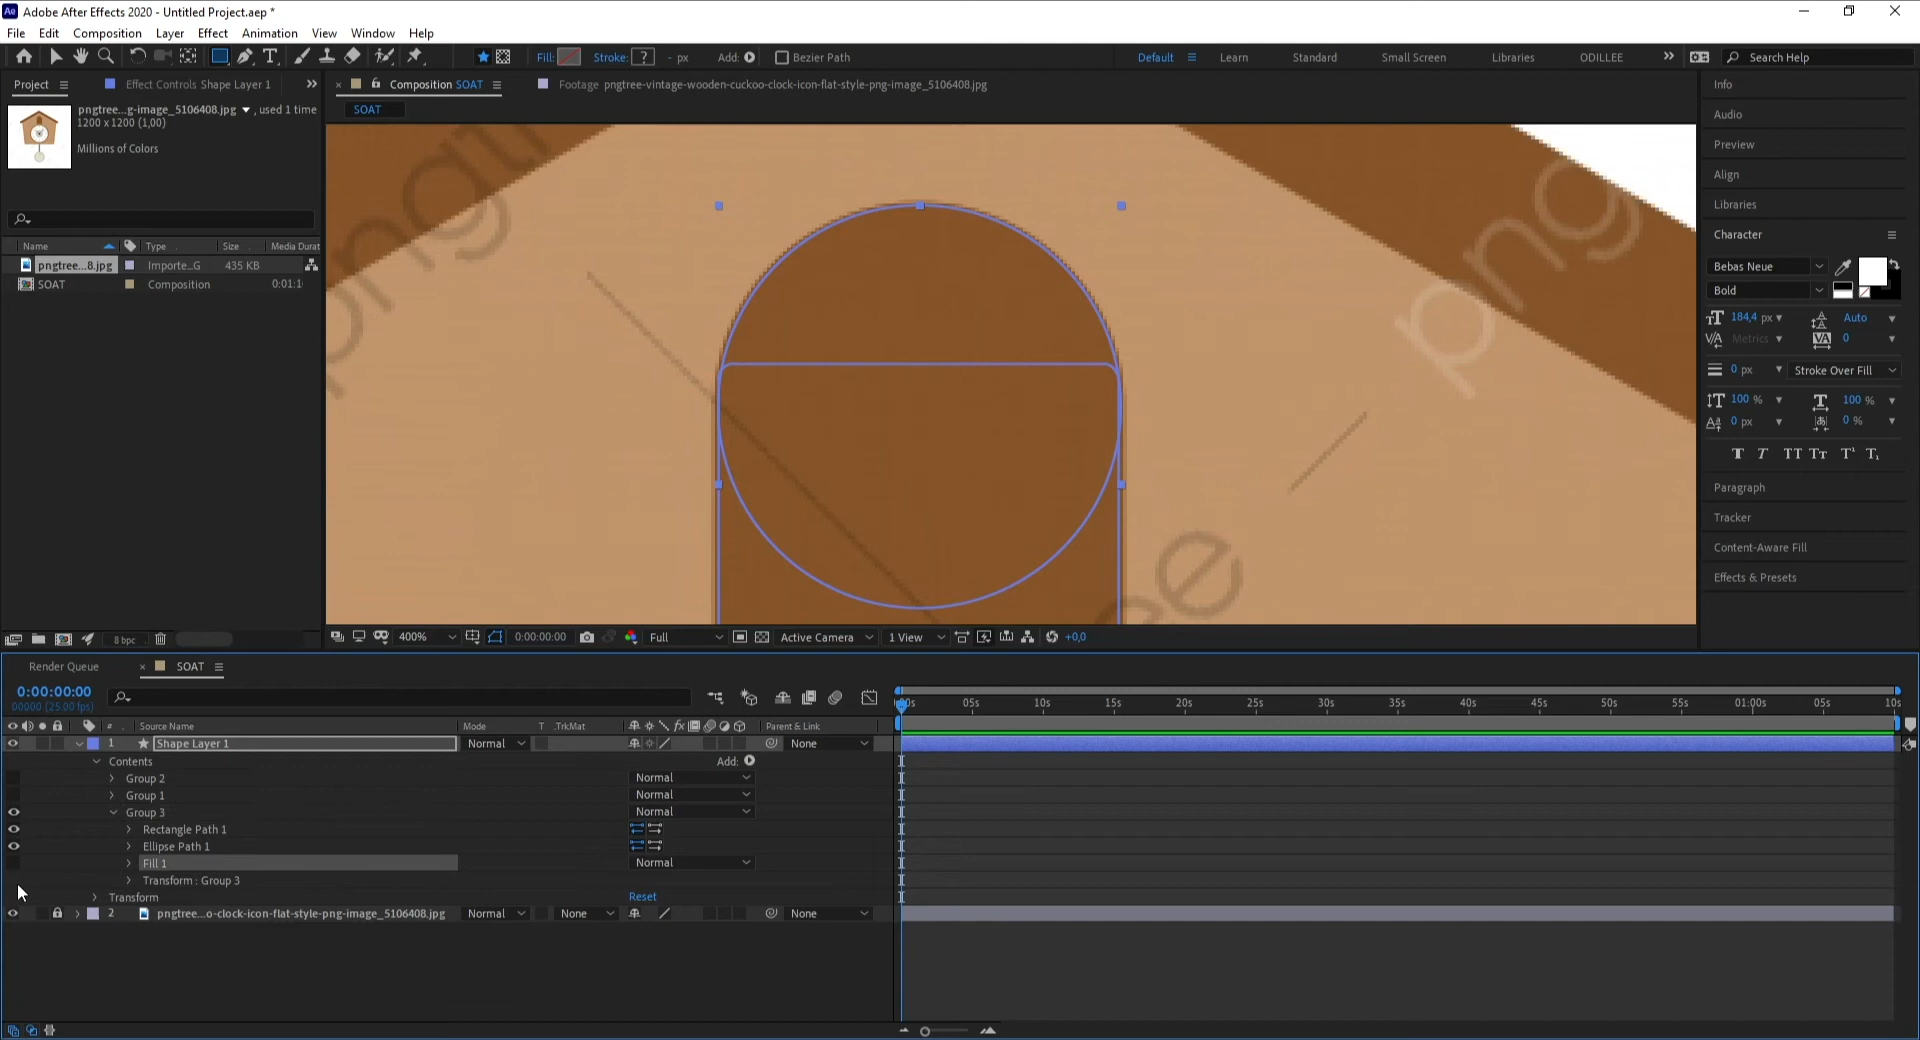 Ae Adobe After Effects 2020 - Untitled Project.aep *
File Edit Composition Layer Effect Animation View Window Help
Fill: Stroke: ? - px Add: Bezier Path Default Learn Standard Small Screen Libraries ODILLEE Search Help
Project Effect Controls Shape Layer 1 Composition SOAT Footage pngtree-vintage-wooden-cuckoo-clock-icon-flat-style-png-image_5106408.jpg
pngtree...g-image_5106408.jpg , used 1 time
1200 x 1200 (1,00)
Millions of Colors
SOAT
Name Type Size Media Durat
pngtree...8.jpg Importe...G 435 KB
SOAT Composition 0:01:1
8 bpc
400% 0:00:00:00 Full Active Camera 1 View +0,0
Info
Audio
Preview
Align
Libraries
Character
Bebas Neue
Bold
184,4 px Auto
Metrics 0
0 px Stroke Over Fill
100 % 100 %
0 px 0 %
T T TT Tt T¹ T₁
Paragraph
Tracker
Content-Aware Fill
Effects & Presets
Render Queue SOAT
0:00:00:00
00000 (25.00 fps)
05s 10s 15s 20s 25s 30s 35s 40s 45s 50s 55s 01:00s 05s 10s
# Source Name Mode T .TrkMat fx Parent & Link
1 Shape Layer 1 Normal None
Contents Add:
Group 2 Normal
Group 1 Normal
Group 3 Normal
Rectangle Path 1
Ellipse Path 1
Fill 1 Normal
Transform : Group 3
Transform Reset
2 pngtree...o-clock-icon-flat-style-png-image_5106408.jpg Normal None None